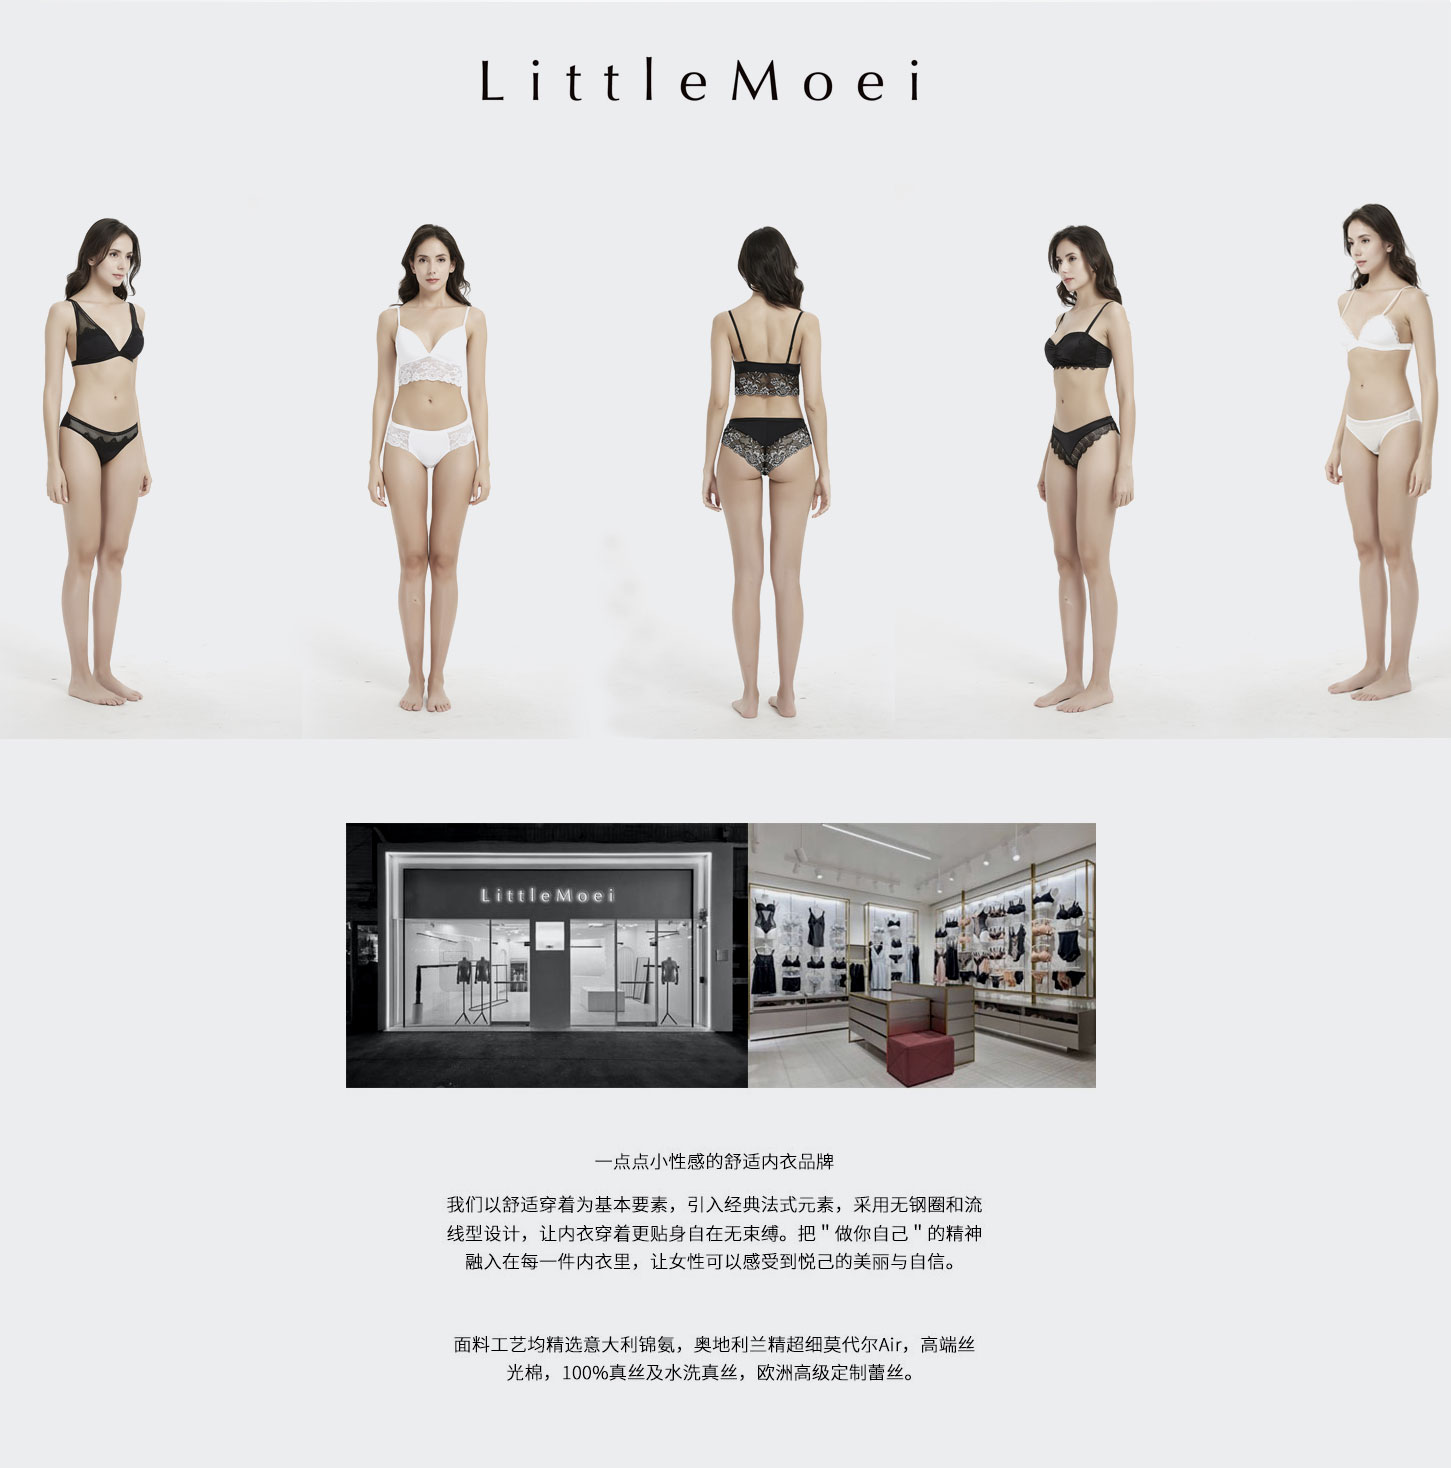 LittleMoei
LittleMoei
一点点小性感的舒适内衣品牌
我们以舒适穿着为基本要素，引入经典法式元素，采用无钢圈和流
线型设计，让内衣穿着更贴身自在无束缚。把＂做你自己＂的精神
融入在每一件内衣里，让女性可以感受到悦己的美丽与自信。
面料工艺均精选意大利锦氨，奥地利兰精超细莫代尔Air，高端丝
光棉，100%真丝及水洗真丝，欧洲高级定制蕾丝。